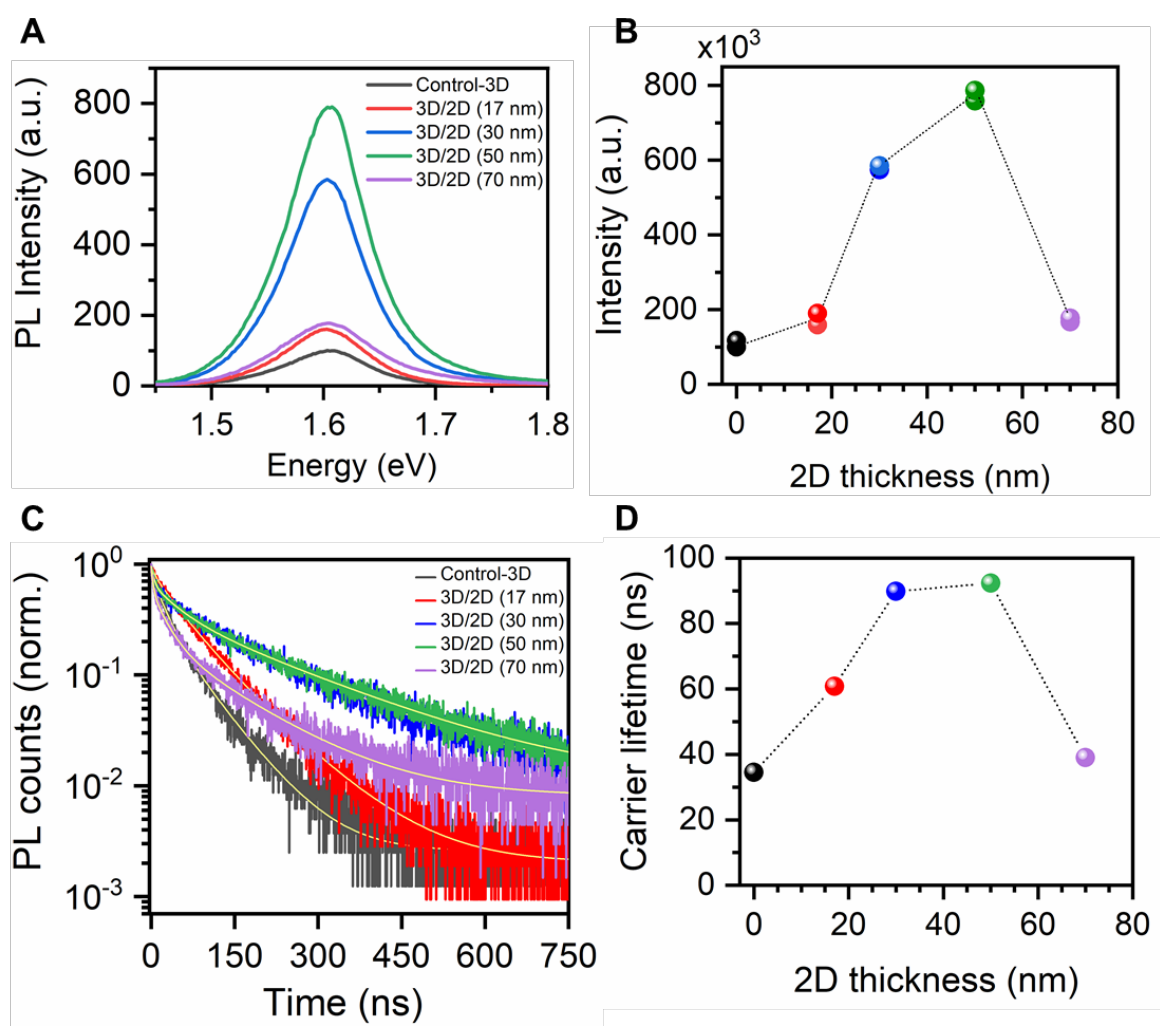 A
PL Intensity (a.u.)
800
600
400
200
0
1.5
1.6
1.7
1.8
Energy (eV)
Control-3D
3D/2D (17 nm)
3D/2D (30 nm)
3D/2D (50 nm)
3D/2D (70 nm)
B
x10³
Intensity (a.u.)
800
600
400
200
0
0
20
40
60
80
2D thickness (nm)
C
PL counts (norm.)
10⁰
10⁻¹
10⁻²
10⁻³
0
150
300
450
600
750
Time (ns)
Control-3D
3D/2D (17 nm)
3D/2D (30 nm)
3D/2D (50 nm)
3D/2D (70 nm)
D
Carrier lifetime (ns)
100
80
60
40
20
0
0
20
40
60
80
2D thickness (nm)